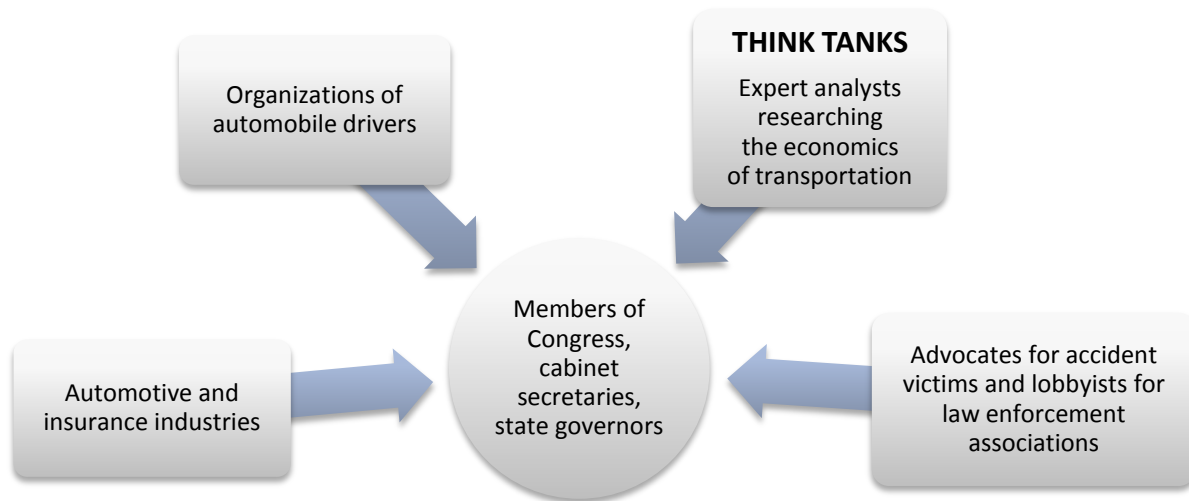 Organizations of
automobile drivers
THINK TANKS
Expert analysts
researching
the economics
of transportation
Automotive and
insurance industries
Members of
Congress,
cabinet
secretaries,
state governors
Advocates for accident
victims and lobbyists for
law enforcement
associations